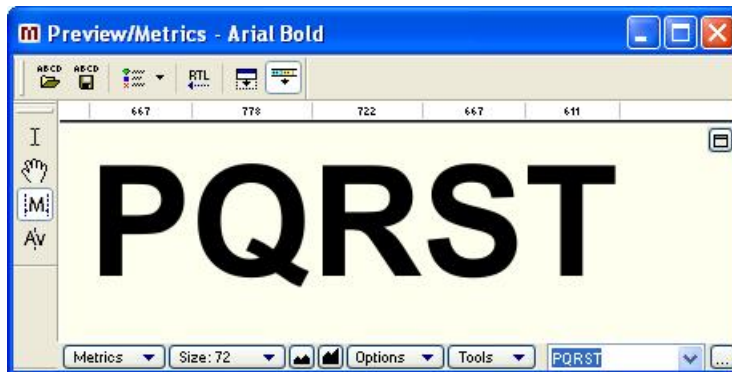 Preview/Metrics - Arial Bold
ABCD ABCD RTL
667 778 722 667 611
PQRST
M
AV
Metrics Size: 72 Options Tools PQRST ...